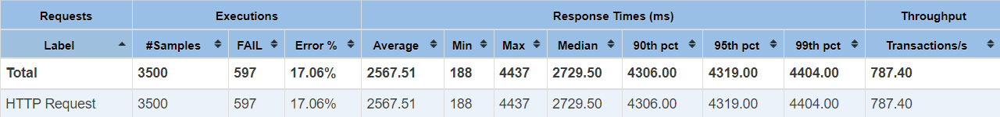 Requests Executions Response Times (ms) Throughput
Label #Samples FAIL Error % Average Min Max Median 90th pct 95th pct 99th pct Transactions/s
Total 3500 597 17.06% 2567.51 188 4437 2729.50 4306.00 4319.00 4404.00 787.40
HTTP Request 3500 597 17.06% 2567.51 188 4437 2729.50 4306.00 4319.00 4404.00 787.40